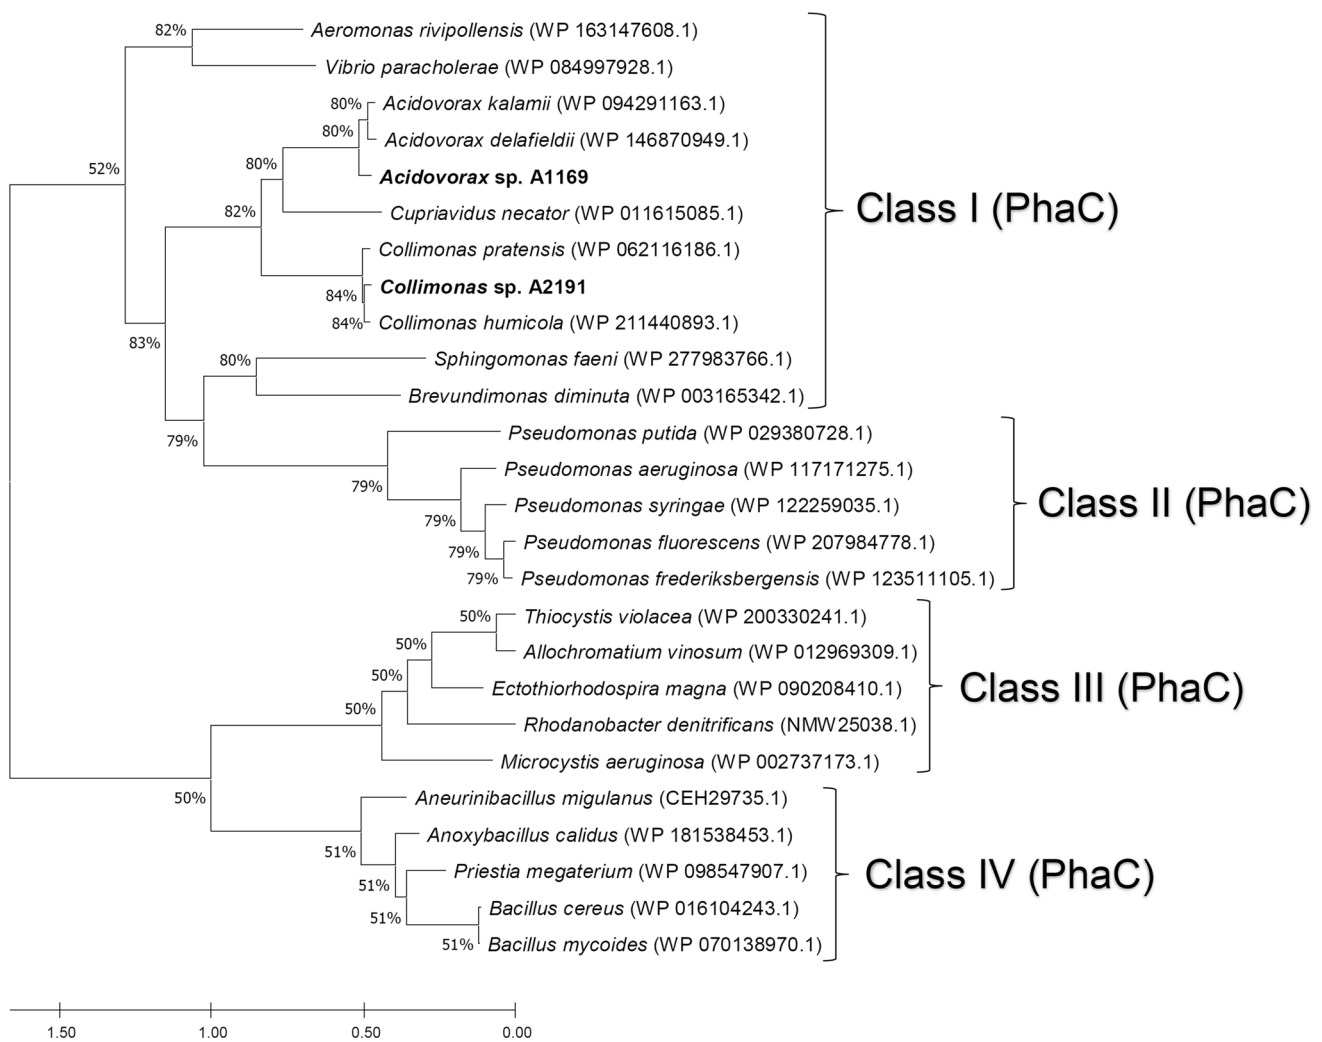 82%
Aeromonas rivipollensis (WP 163147608.1)
Vibrio paracholerae (WP 084997928.1)
80%
Acidovorax kalamii (WP 094291163.1)
80%
Acidovorax delafieldii (WP 146870949.1)
52%
80%
Acidovorax sp. A1169
82%
Cupriavidus necator (WP 011615085.1)
Class I (PhaC)
Collimonas pratensis (WP 062116186.1)
84%
Collimonas sp. A2191
84%
Collimonas humicola (WP 211440893.1)
83%
80%
Sphingomonas faeni (WP 277983766.1)
Brevundimonas diminuta (WP 003165342.1)
79%
Pseudomonas putida (WP 029380728.1)
79%
Pseudomonas aeruginosa (WP 117171275.1)
Class II (PhaC)
79%
Pseudomonas syringae (WP 122259035.1)
79%
Pseudomonas fluorescens (WP 207984778.1)
79%
Pseudomonas frederiksbergensis (WP 123511105.1)
50%
Thiocystis violacea (WP 200330241.1)
50%
Allochromatium vinosum (WP 012969309.1)
50%
Ectothiorhodospira magna (WP 090208410.1)
Class III (PhaC)
50%
Rhodanobacter denitrificans (NMW25038.1)
Microcystis aeruginosa (WP 002737173.1)
50%
Aneurinibacillus migulanus (CEH29735.1)
51%
Anoxybacillus calidus (WP 181538453.1)
51%
Priestia megaterium (WP 098547907.1)
Class IV (PhaC)
51%
Bacillus cereus (WP 016104243.1)
51%
Bacillus mycoides (WP 070138970.1)
1.50 1.00 0.50 0.00